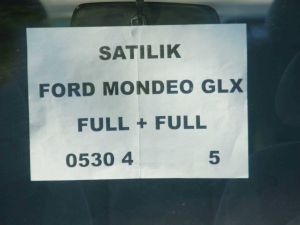 SATILIK
FORD MONDEO GLX
FULL + FULL
0530 4 5